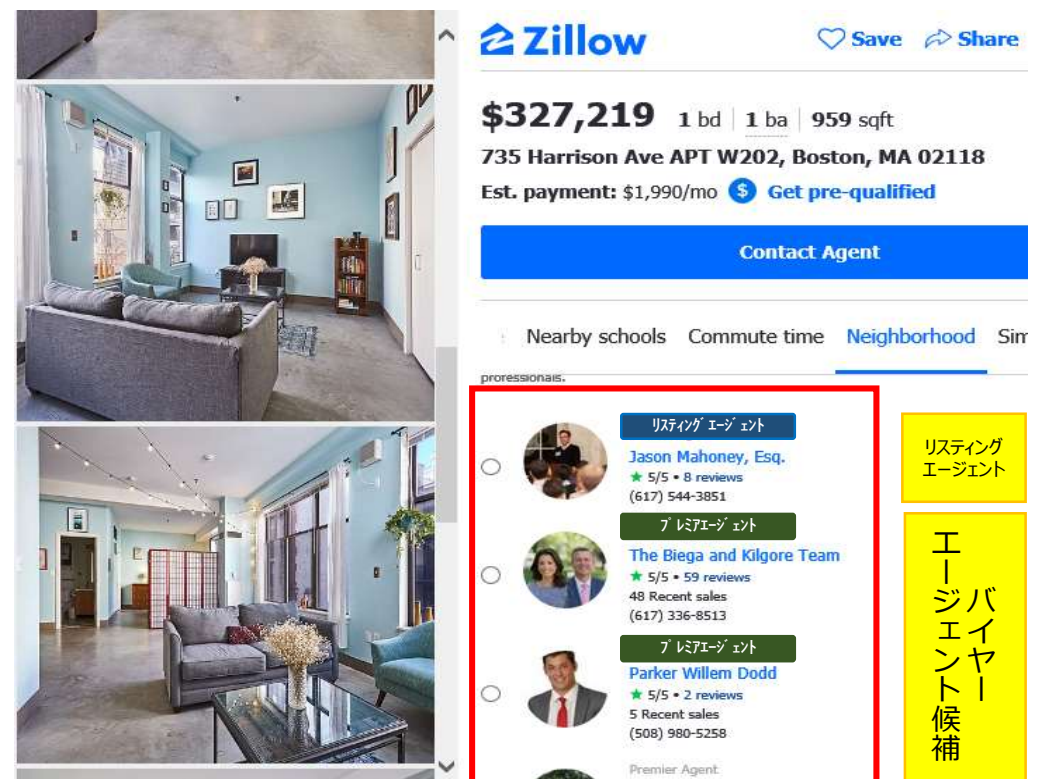 Zillow
Save Share
$327,219 1 bd 1 ba 959 sqft
735 Harrison Ave APT W202, Boston, MA 02118
Est. payment: $1,990/mo $ Get pre-qualified
Contact Agent
Nearby schools Commute time Neighborhood Sim
professionals.
リスティングエージェント
Jason Mahoney, Esq.
★ 5/5 • 8 reviews
(617) 544-3851
プレミアエージェント
The Biega and Kilgore Team
★ 5/5 • 59 reviews
48 Recent sales
(617) 336-8513
プレミアエージェント
Parker Willem Dodd
★ 5/5 • 2 reviews
5 Recent sales
(508) 980-5258
Premier Agent
リスティング
エージェント
バイヤー
エージェント候補